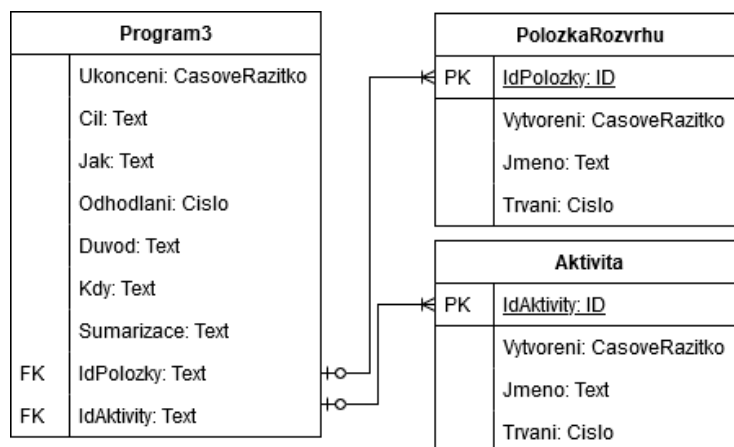 Program3
Ukonceni: CasoveRazitko
Cil: Text
Jak: Text
Odhodlani: Cislo
Duvod: Text
Kdy: Text
Sumarizace: Text
FK IdPolozky: Text
FK IdAktivity: Text
PolozkaRozvrhu
PK IdPolozky: ID
Vytvoreni: CasoveRazitko
Jmeno: Text
Trvani: Cislo
Aktivita
PK IdAktivity: ID
Vytvoreni: CasoveRazitko
Jmeno: Text
Trvani: Cislo